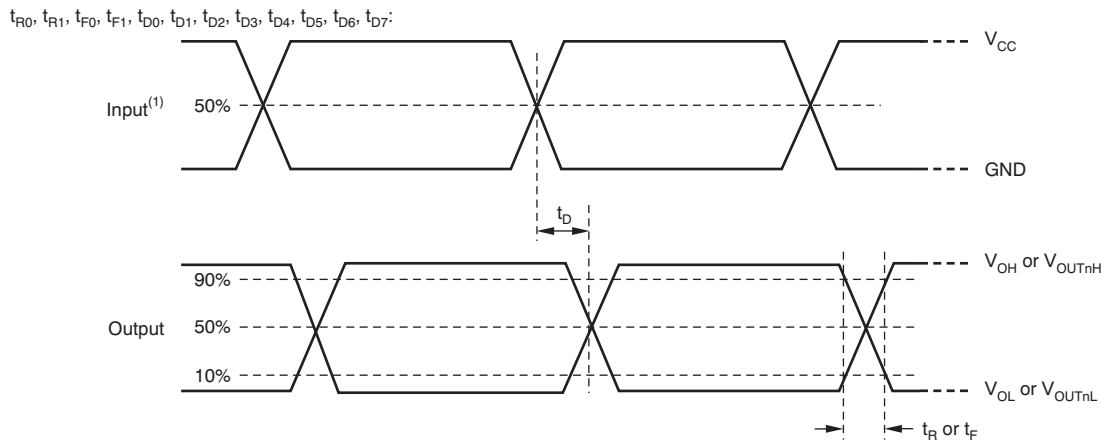 tR0, tR1, tF0, tF1, tD0, tD1, tD2, tD3, tD4, tD5, tD6, tD7:
VCC
Input(1) 50%
GND
tD
90%
VOH or VOUTnH
Output 50%
10%
VOL or VOUTnL
tR or tF